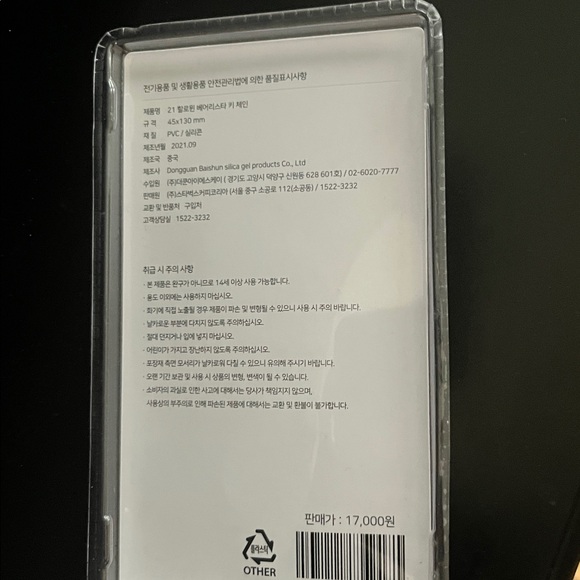 전기용품 및 생활용품 안전관리법에 의한 품질표시사항
제품명 21 할로윈 베어리스타 키 체인
규 격 45x130 mm
재 질 PVC / 실리콘
제조년월 2021.09
제조국 중국
제조사 Dongguan Baishun silica gel products Co., Ltd
수입원 (주)대콘아이에스케이 ( 경기도 고양시 덕양구 신원동 628 601호) / 02-6020-7777
판매원 (주)스타벅스커피코리아 (서울 중구 소공로 112(소공동) / 1522-3232
교환 및 반품처 구입처
고객상담실 1522-3232
취급 시 주의 사항
· 본 제품은 완구가 아니므로 14세 이상 사용 가능합니다.
· 용도 이외에는 사용하지 마십시오.
· 화기에 직접 노출될 경우 제품이 파손 및 변형될 수 있으니 사용 시 주의 바랍니다.
· 날카로운 부분에 다치지 않도록 주의하십시오.
· 절대 던지거나 입에 넣지 마십시오.
· 어린이가 가지고 장난하지 않도록 주의하십시오.
· 포장재 측면 모서리가 날카로워 다칠 수 있으니 유의해 주시기 바랍니다.
· 오랜 기간 보관 및 사용 시 상품의 변형, 변색이 될 수 있습니다.
· 소비자의 과실로 인한 사고에 대해서는 당사가 책임지지 않으며,
사용상의 부주의로 인해 파손된 제품에 대해서는 교환 및 환불이 불가합니다.
판매가 : 17,000원
플라스틱
OTHER